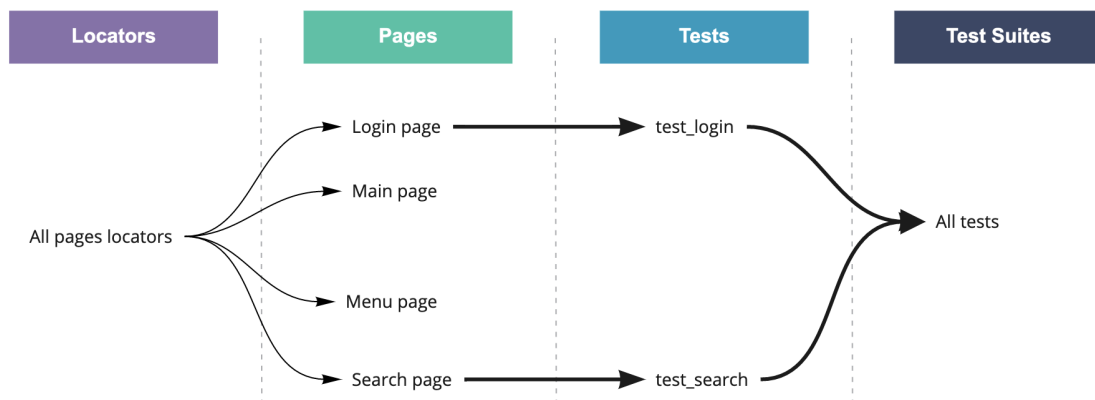 Locators
Pages
Tests
Test Suites
Login page
test_login
Main page
All pages locators
All tests
Menu page
Search page
test_search